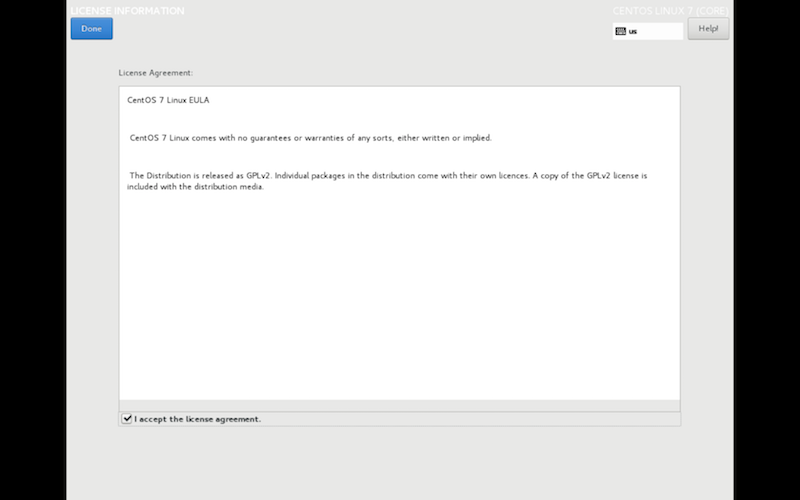 LICENSE INFORMATION
CENTOS LINUX 7 (CORE)
Done
us
Help!
License Agreement:
CentOS 7 Linux EULA
CentOS 7 Linux comes with no guarantees or warranties of any sorts, either written or implied.
The Distribution is released as GPLv2. Individual packages in the distribution come with their own licences. A copy of the GPLv2 license is
included with the distribution media.
I accept the license agreement.